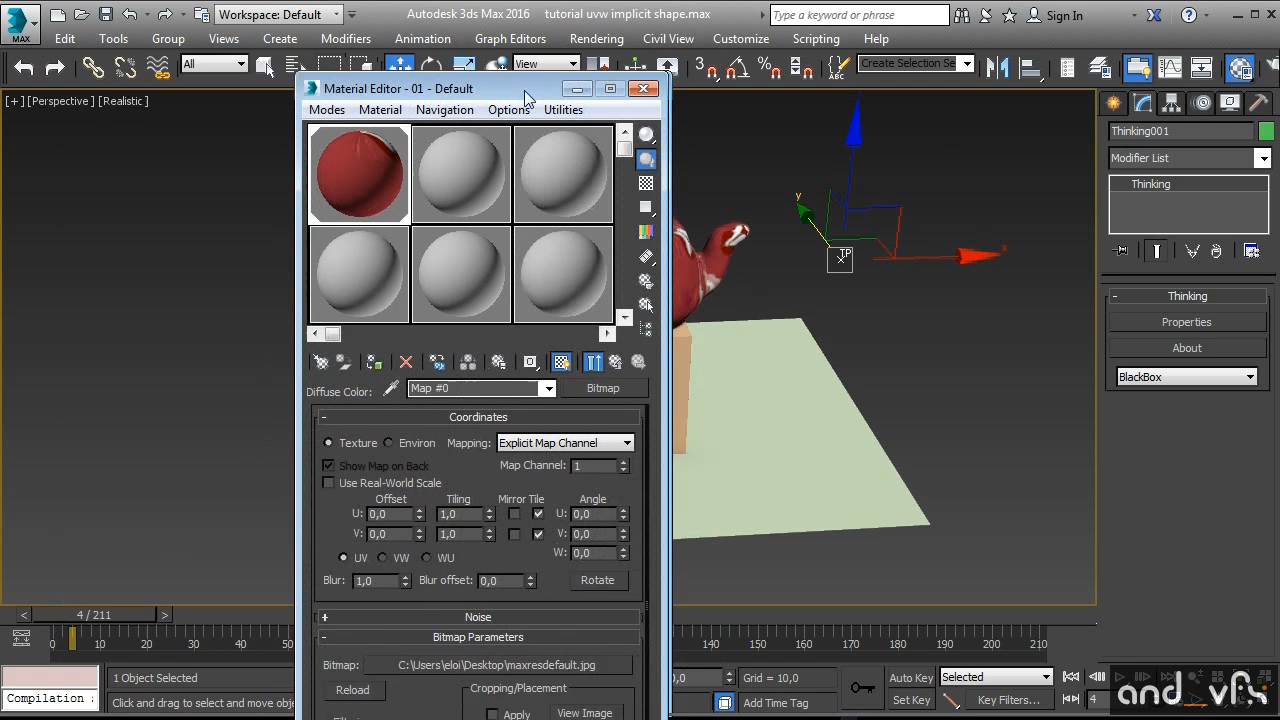 Workspace: Default
Autodesk 3ds Max 2016 tutorial uvw implicit shape.max
Type a keyword or phrase
Sign In
MAX
Edit Tools Group Views Create Modifiers Animation Graph Editors Rendering Civil View Customize Scripting Help
All
View
Create Selection Se
[+] [Perspective] [Realistic]
Material Editor - 01 - Default
Modes Material Navigation Options Utilities
Diffuse Color: Map #0 Bitmap
- Coordinates
Texture Environ Mapping: Explicit Map Channel
Show Map on Back Map Channel: 1
Use Real-World Scale
Offset Tiling Mirror Tile Angle
U: 0,0 1,0 U: 0,0
V: 0,0 1,0 V: 0,0
W: 0,0
UV VW WU
Blur: 1,0 Blur offset: 0,0 Rotate
+ Noise
- Bitmap Parameters
Bitmap: C:\Users\eloi\Desktop\maxresdefault.jpg
Reload
Cropping/Placement
Apply View Image
y
x
TP
Thinking001
Modifier List
Thinking
- Thinking
Properties
About
BlackBox
4 / 211
0 10 20 30 40 50 140 150 160 170 180 190 200 210
1 Object Selected
Compilation
Click and drag to select and move objec
0,0
Grid = 10,0
Add Time Tag
Auto Key Selected
Set Key Key Filters...
4
and vfx